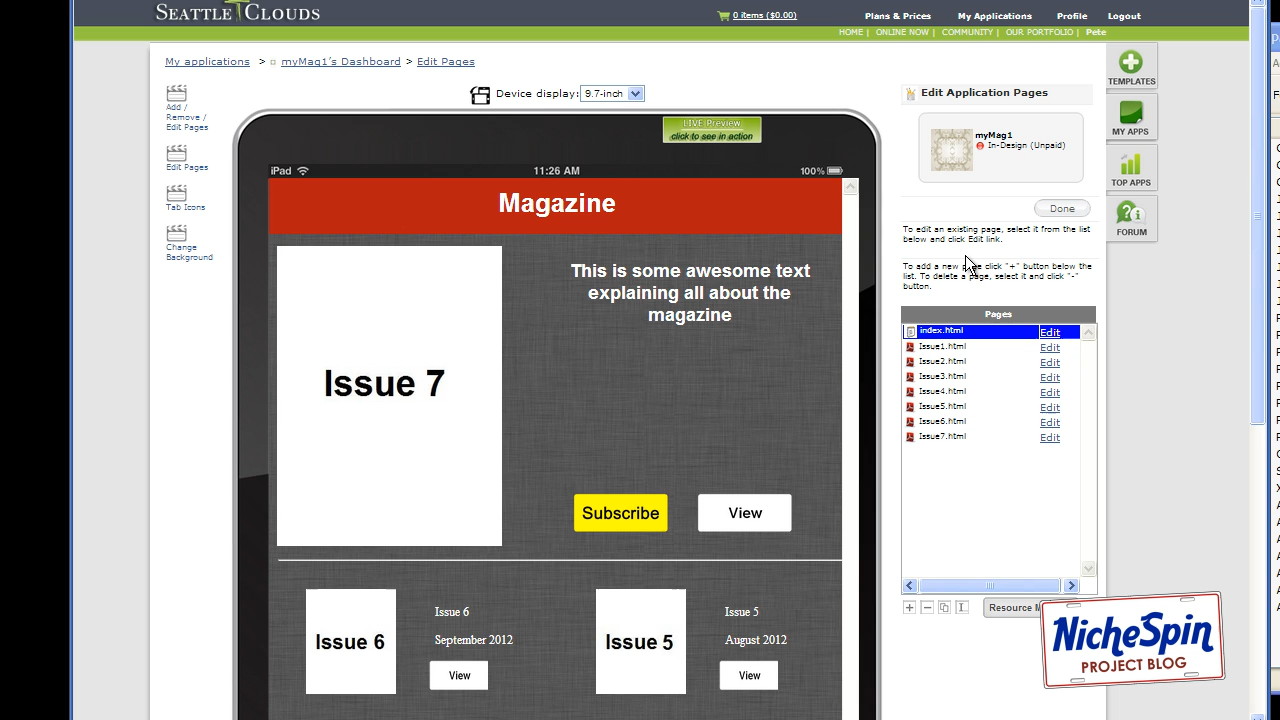 SEATTLE CLOUDS
0 items ($0.00)
Plans & Prices
My Applications
Profile
Logout
HOME | ONLINE NOW | COMMUNITY | OUR PORTFOLIO | Pete
My applications > myMag1's Dashboard > Edit Pages
Device display: 9.7-inch
Add /
Remove /
Edit Pages
Edit Pages
Tab Icons
Change
Background
LIVE Preview
click to see in action
iPad
11:26 AM
100%
Magazine
Issue 7
This is some awesome text
explaining all about the
magazine
Subscribe
View
Issue 6
Issue 6
September 2012
View
Issue 5
Issue 5
August 2012
View
Edit Application Pages
myMag1
In-Design (Unpaid)
Done
To edit an existing page, select it from the list
below and click Edit link.
To add a new page click "+" button below the
list. To delete a page, select it and click "-"
button.
Pages
index.html Edit
Issue1.html Edit
Issue2.html Edit
Issue3.html Edit
Issue4.html Edit
Issue5.html Edit
Issue6.html Edit
Issue7.html Edit
Resource M
TEMPLATES
MY APPS
TOP APPS
FORUM
NicheSpin
PROJECT BLOG